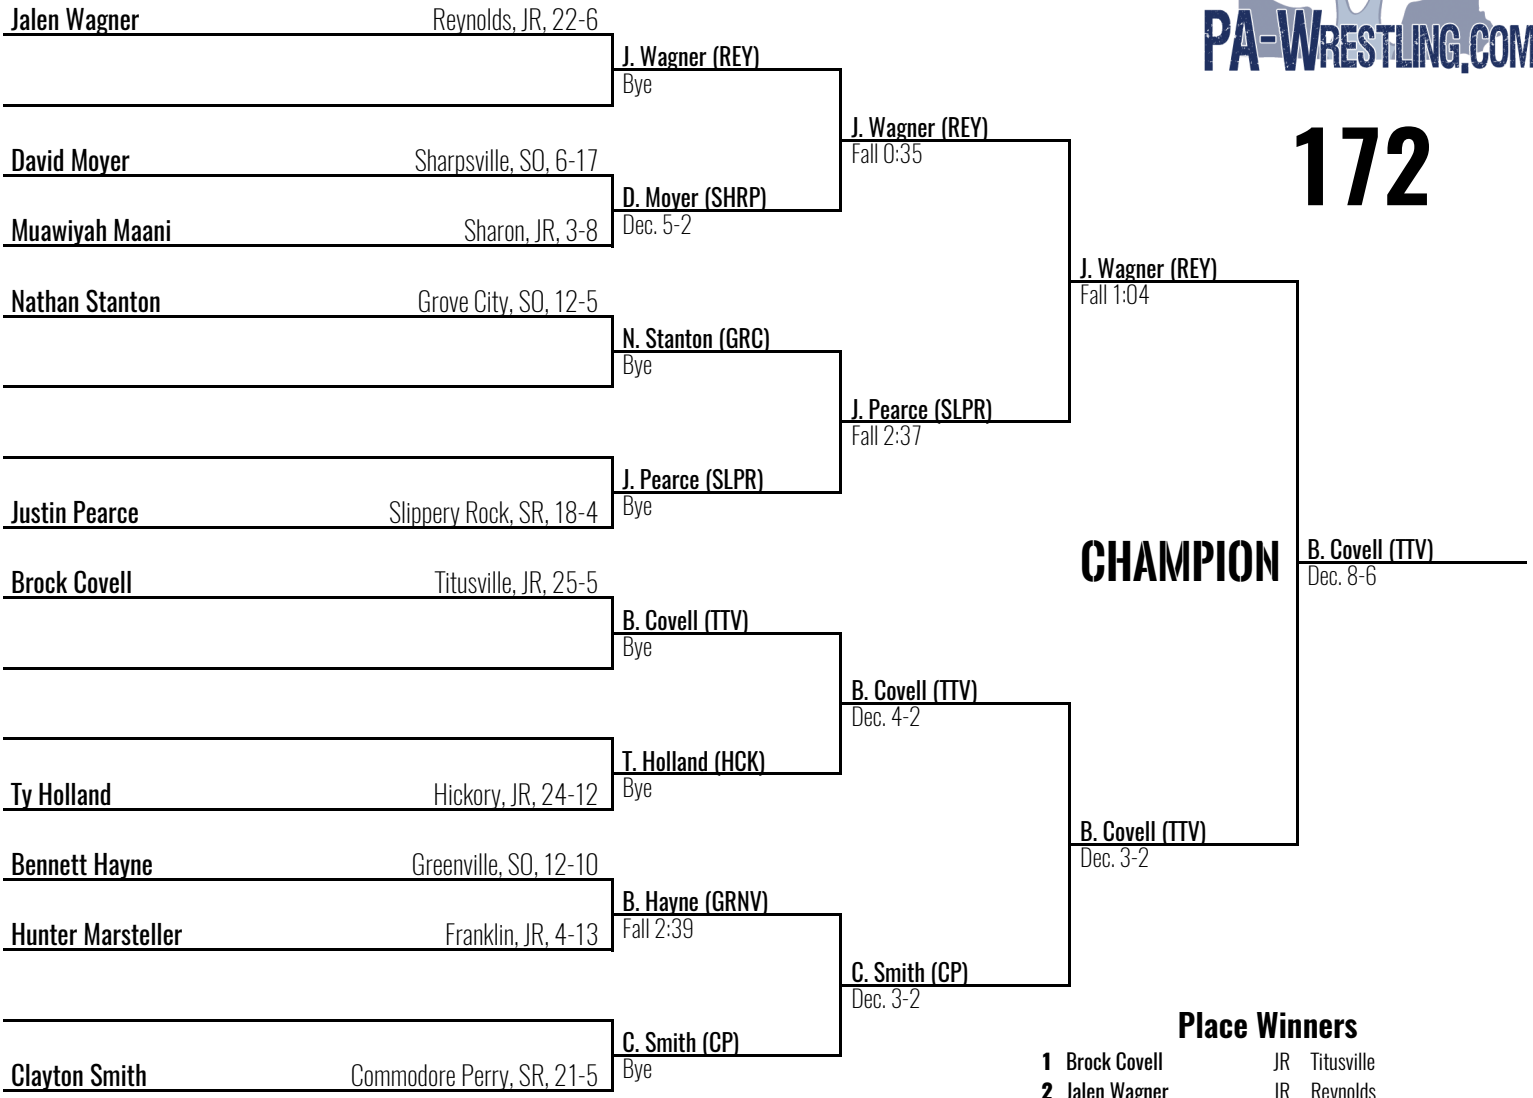 PA-WRESTLING.COM
172
Jalen Wagner Reynolds, JR, 22-6
J. Wagner (REY)
Bye
J. Wagner (REY)
Fall 0:35
David Moyer Sharpsville, SO, 6-17
D. Moyer (SHRP)
Dec. 5-2
Muawiyah Maani Sharon, JR, 3-8
J. Wagner (REY)
Fall 1:04
Nathan Stanton Grove City, SO, 12-5
N. Stanton (GRC)
Bye
J. Pearce (SLPR)
Fall 2:37
J. Pearce (SLPR)
Bye
Justin Pearce Slippery Rock, SR, 18-4
CHAMPION
B. Covell (TTV)
Dec. 8-6
Brock Covell Titusville, JR, 25-5
B. Covell (TTV)
Bye
B. Covell (TTV)
Dec. 4-2
T. Holland (HCK)
Bye
Ty Holland Hickory, JR, 24-12
B. Covell (TTV)
Dec. 3-2
Bennett Hayne Greenville, SO, 12-10
B. Hayne (GRNV)
Fall 2:39
Hunter Marsteller Franklin, JR, 4-13
C. Smith (CP)
Dec. 3-2
C. Smith (CP)
Bye
Clayton Smith Commodore Perry, SR, 21-5
Place Winners
1 Brock Covell JR Titusville
2 Jalen Wagner JR Reynolds